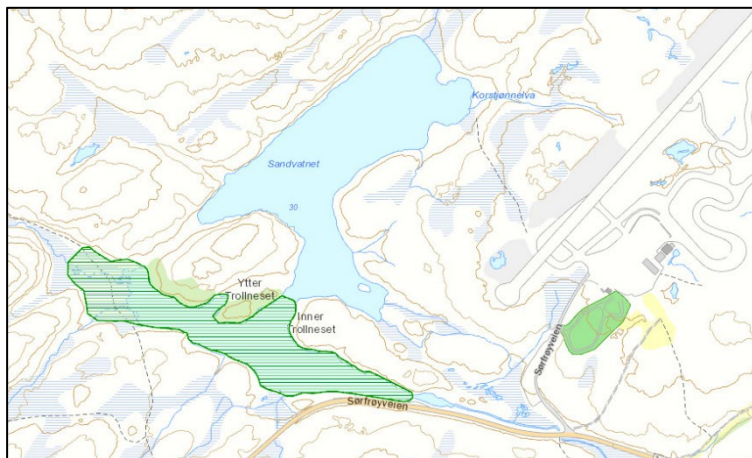 Korstjønnelva
Sandvatnet
30
Ytter
Trollneset
Inner
Trollneset
Sørfrøyveien
Sørfrøyveien